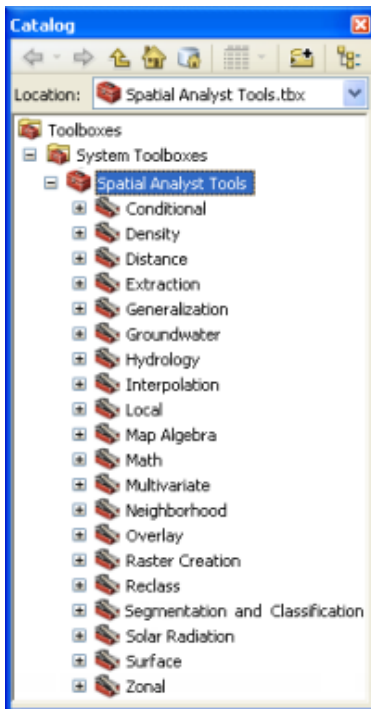 Catalog
Location: Spatial Analyst Tools.tbx
Toolboxes
System Toolboxes
Spatial Analyst Tools
Conditional
Density
Distance
Extraction
Generalization
Groundwater
Hydrology
Interpolation
Local
Map Algebra
Math
Multivariate
Neighborhood
Overlay
Raster Creation
Reclass
Segmentation and Classification
Solar Radiation
Surface
Zonal